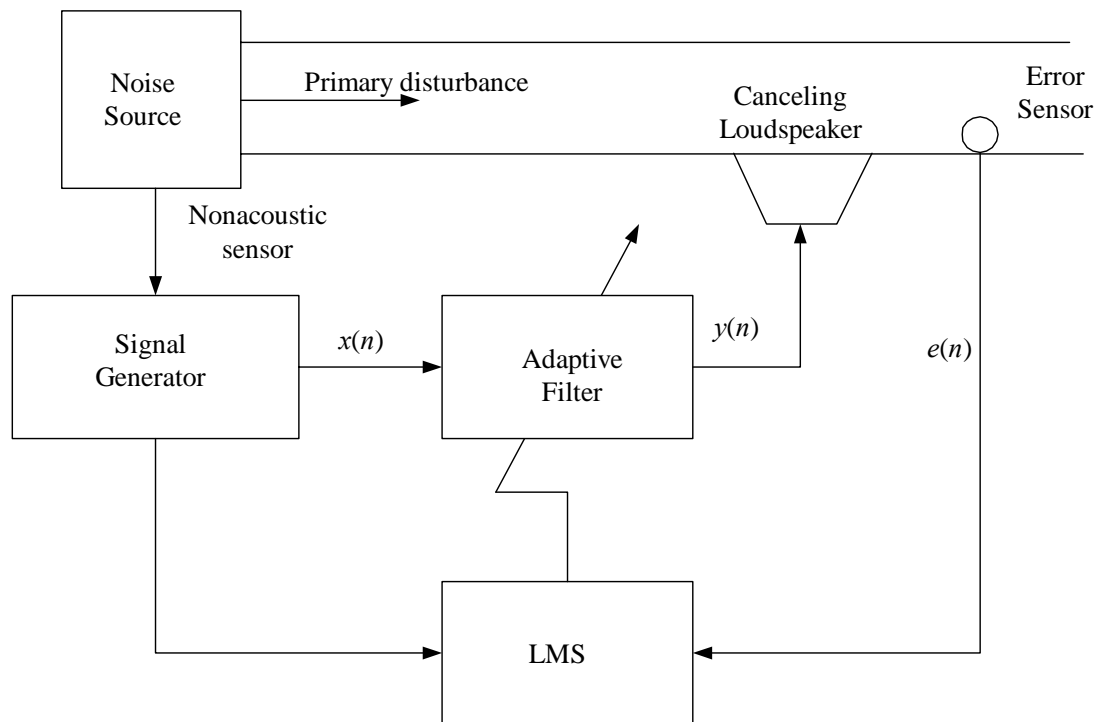 Noise
Source
Primary disturbance
Canceling
Loudspeaker
Error
Sensor
Nonacoustic
sensor
Signal
Generator
x(n)
Adaptive
Filter
y(n)
e(n)
LMS